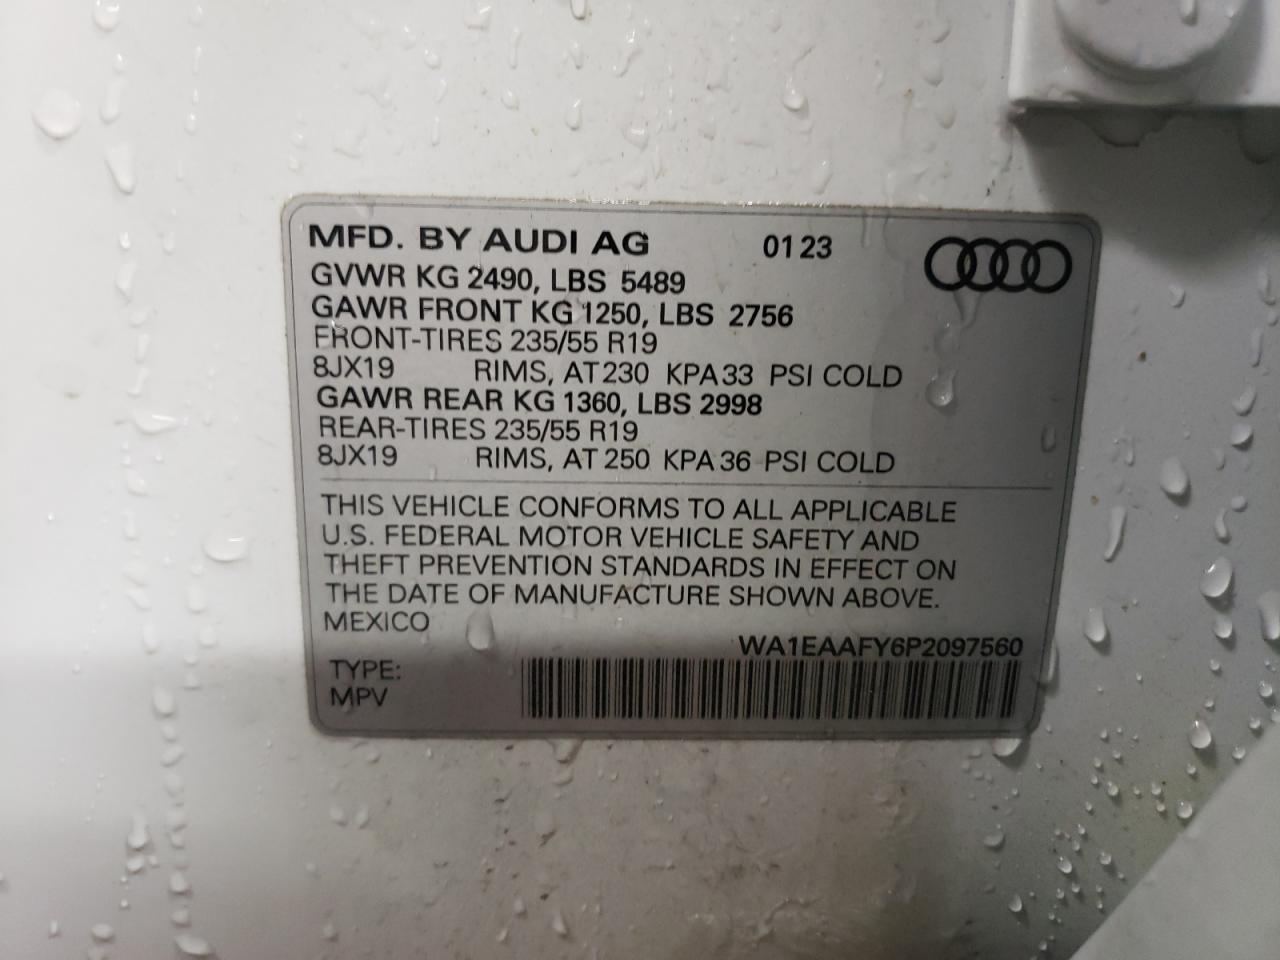 MFD. BY AUDI AG 01 23
GVWR KG 2490, LBS 5489
GAWR FRONT KG 1250, LBS 2756
FRONT-TIRES 235/55 R19
8JX19 RIMS, AT 230 KPA 33 PSI COLD
GAWR REAR KG 1360, LBS 2998
REAR-TIRES 235/55 R19
8JX19 RIMS, AT 250 KPA 36 PSI COLD
THIS VEHICLE CONFORMS TO ALL APPLICABLE
U.S. FEDERAL MOTOR VEHICLE SAFETY AND
THEFT PREVENTION STANDARDS IN EFFECT ON
THE DATE OF MANUFACTURE SHOWN ABOVE.
MEXICO
WA1EAAFY6P2097560
TYPE:
MPV